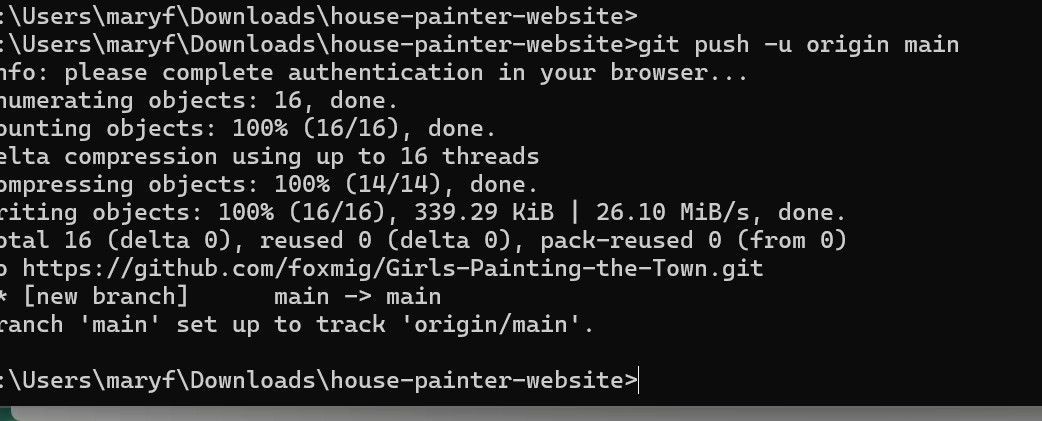 :\Users\maryf\Downloads\house-painter-website>
:\Users\maryf\Downloads\house-painter-website>git push -u origin main
nfo: please complete authentication in your browser...
numerating objects: 16, done.
ounting objects: 100% (16/16), done.
elta compression using up to 16 threads
ompressing objects: 100% (14/14), done.
riting objects: 100% (16/16), 339.29 KiB | 26.10 MiB/s, done.
otal 16 (delta 0), reused 0 (delta 0), pack-reused 0 (from 0)
o https://github.com/foxmig/Girls-Painting-the-Town.git
* [new branch]      main -> main
ranch 'main' set up to track 'origin/main'.
:\Users\maryf\Downloads\house-painter-website>